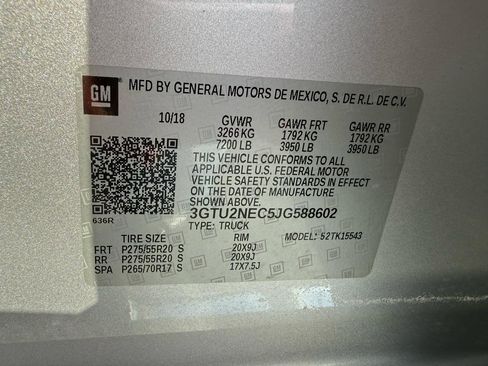 GM
MFD BY GENERAL MOTORS DE MEXICO, S. DE R.L. DE C.V.
10/18 GVWR GAWR FRT GAWR RR
3266 KG 1792 KG 1792 KG
7200 LB 3950 LB 3950 LB
THIS VEHICLE CONFORMS TO ALL
APPLICABLE U.S. FEDERAL MOTOR
VEHICLE SAFETY STANDARDS IN EFFECT
ON THE DATE OF MANUFACTURE
SHOWN ABOVE.
636R 3GTU2NEC5JG588602
TYPE: TRUCK
TIRE SIZE RIM MODEL: 52TK15543
FRT P275/55R20 S 20X9J
RR P275/55R20 S 20X9J
SPA P265/70R17 S 17X7.5J